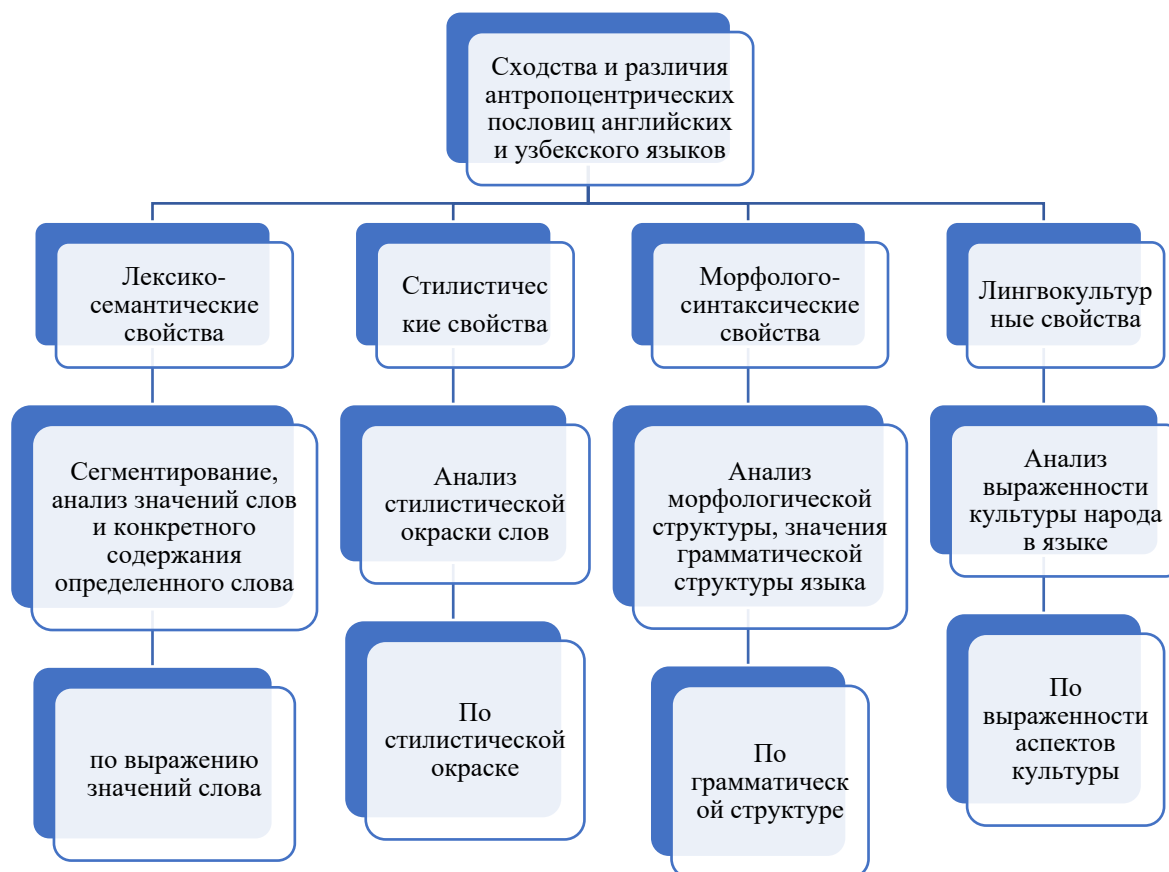 Сходства и различия
антропоцентрических
пословиц английских
и узбекского языков
Лексико-
семантические
свойства
Стилистичес
кие свойства
Морфолого-
синтаксические
свойства
Лингвокультур
ные свойства
Сегментирование,
анализ значений слов
и конкретного
содержания
определенного слова
Анализ
стилистической
окраски слов
Анализ
морфологической
структуры, значения
грамматической
структуры языка
Анализ
выраженности
культуры народа
в языке
по выражению
значений слова
По
стилистической
окраске
По
грамматическ
ой структуре
По
выраженности
аспектов
культуры